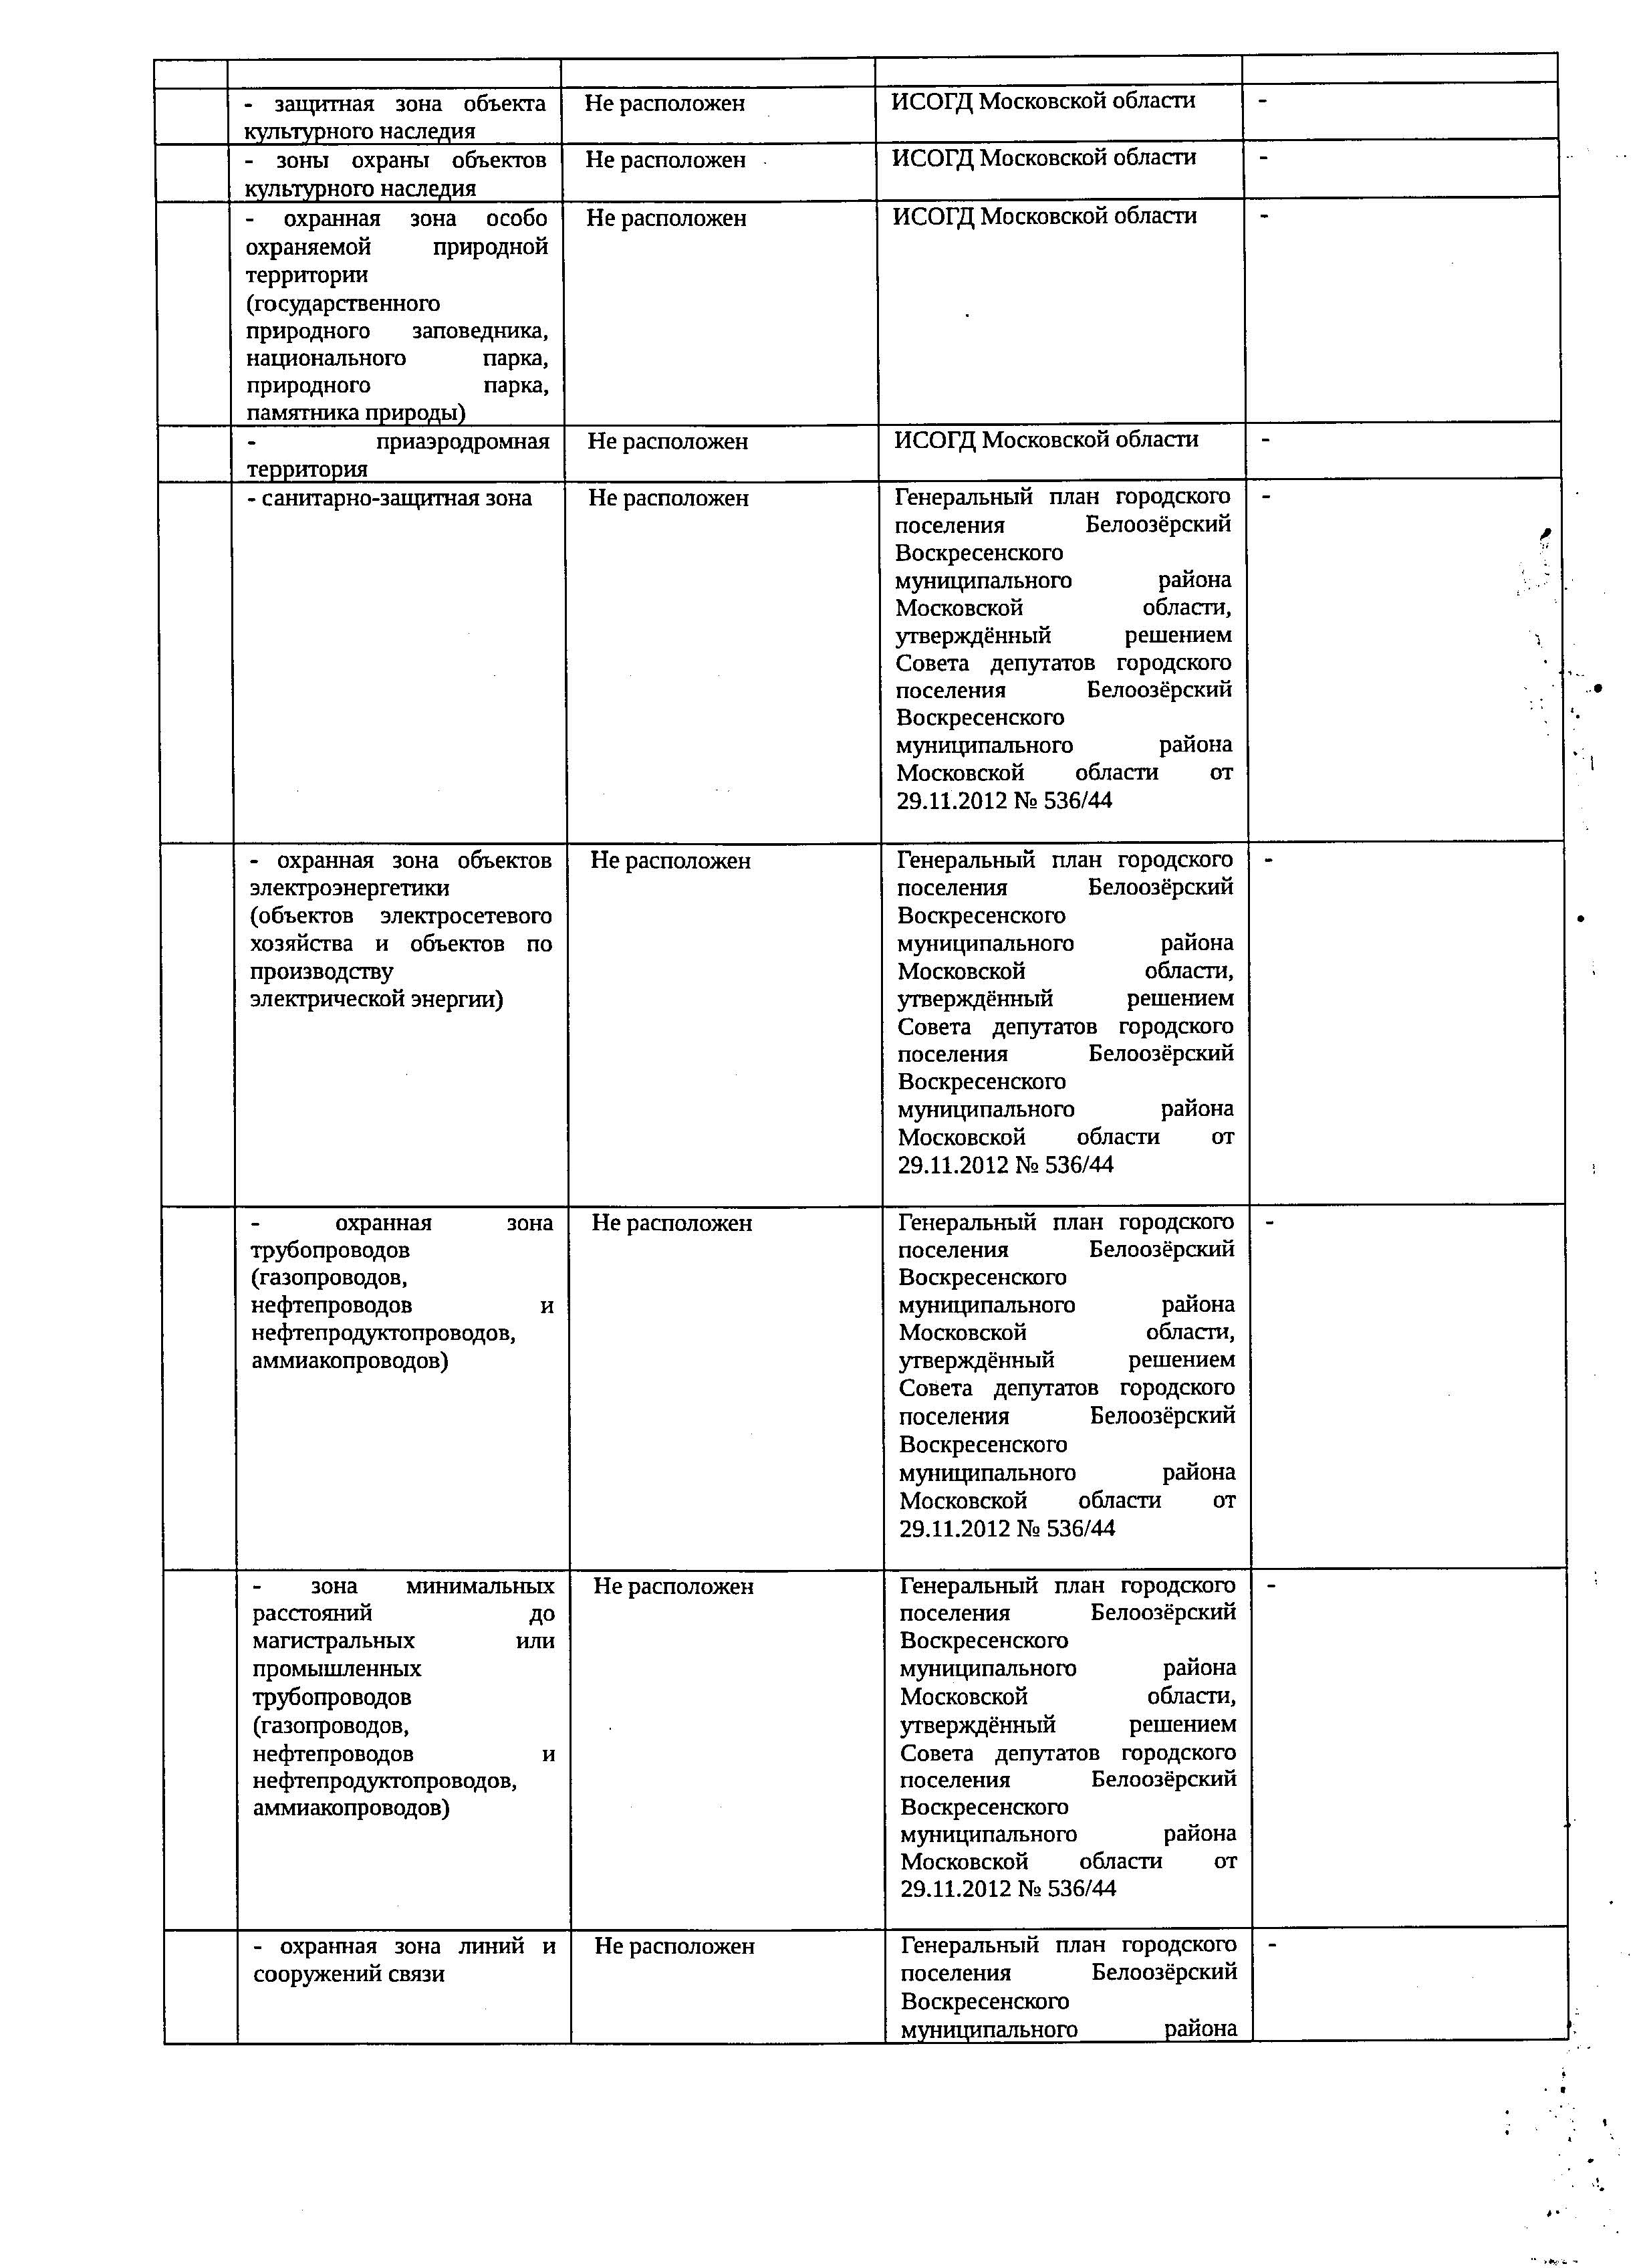 - защитная зона объекта
культурного наследия
Не расположен
ИСОГД Московской области
-
- зоны охраны объектов
культурного наследия
Не расположен
ИСОГД Московской области
-
- охранная зона особо
охраняемой природной
территории
(государственного
природного заповедника,
национального парка,
природного парка,
памятника природы)
Не расположен
ИСОГД Московской области
-
- приаэродромная
территория
Не расположен
ИСОГД Московской области
-
- санитарно-защитная зона
Не расположен
Генеральный план городского
поселения Белоозёрский
Воскресенского
муниципального района
Московской области,
утверждённый решением
Совета депутатов городского
поселения Белоозёрский
Воскресенского
муниципального района
Московской области от
29.11.2012 № 536/44
-
- охранная зона объектов
электроэнергетики
(объектов электросетевого
хозяйства и объектов по
производству
электрической энергии)
Не расположен
Генеральный план городского
поселения Белоозёрский
Воскресенского
муниципального района
Московской области,
утверждённый решением
Совета депутатов городского
поселения Белоозёрский
Воскресенского
муниципального района
Московской области от
29.11.2012 № 536/44
-
- охранная зона
трубопроводов
(газопроводов,
нефтепроводов и
нефтепродуктопроводов,
аммиакопроводов)
Не расположен
Генеральный план городского
поселения Белоозёрский
Воскресенского
муниципального района
Московской области,
утверждённый решением
Совета депутатов городского
поселения Белоозёрский
Воскресенского
муниципального района
Московской области от
29.11.2012 № 536/44
-
- зона минимальных
расстояний до
магистральных или
промышленных
трубопроводов
(газопроводов,
нефтепроводов и
нефтепродуктопроводов,
аммиакопроводов)
Не расположен
Генеральный план городского
поселения Белоозёрский
Воскресенского
муниципального района
Московской области,
утверждённый решением
Совета депутатов городского
поселения Белоозёрский
Воскресенского
муниципального района
Московской области от
29.11.2012 № 536/44
-
- охранная зона линий и
сооружений связи
Не расположен
Генеральный план городского
поселения Белоозёрский
Воскресенского
муниципального района
-